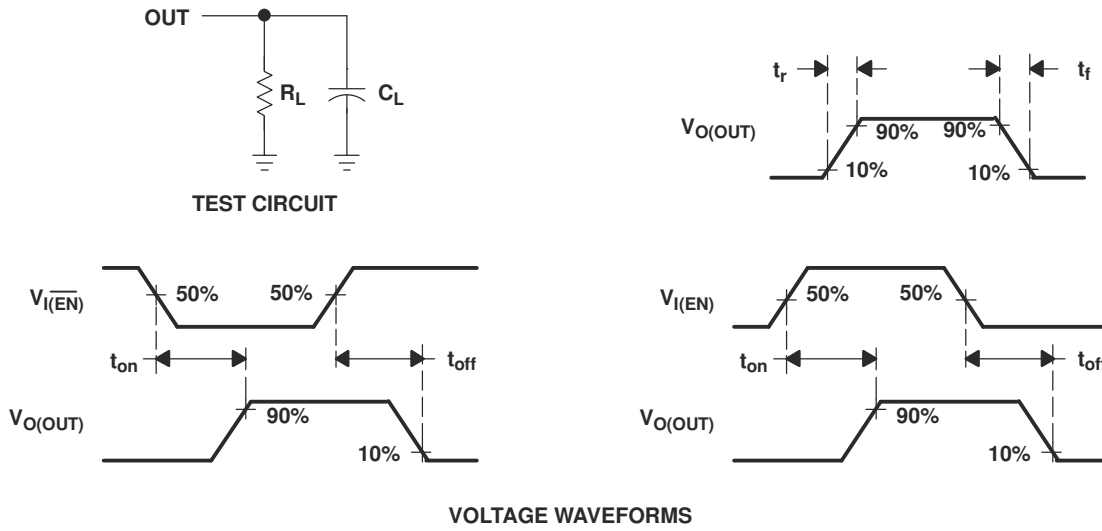 OUT
R_L
C_L
TEST CIRCUIT
t_r
t_f
V_O(OUT)
90%
90%
10%
10%
V_I(E̅N̅)
50%
50%
t_on
t_off
V_O(OUT)
90%
10%
V_I(EN)
50%
50%
t_on
t_off
V_O(OUT)
90%
10%
VOLTAGE WAVEFORMS